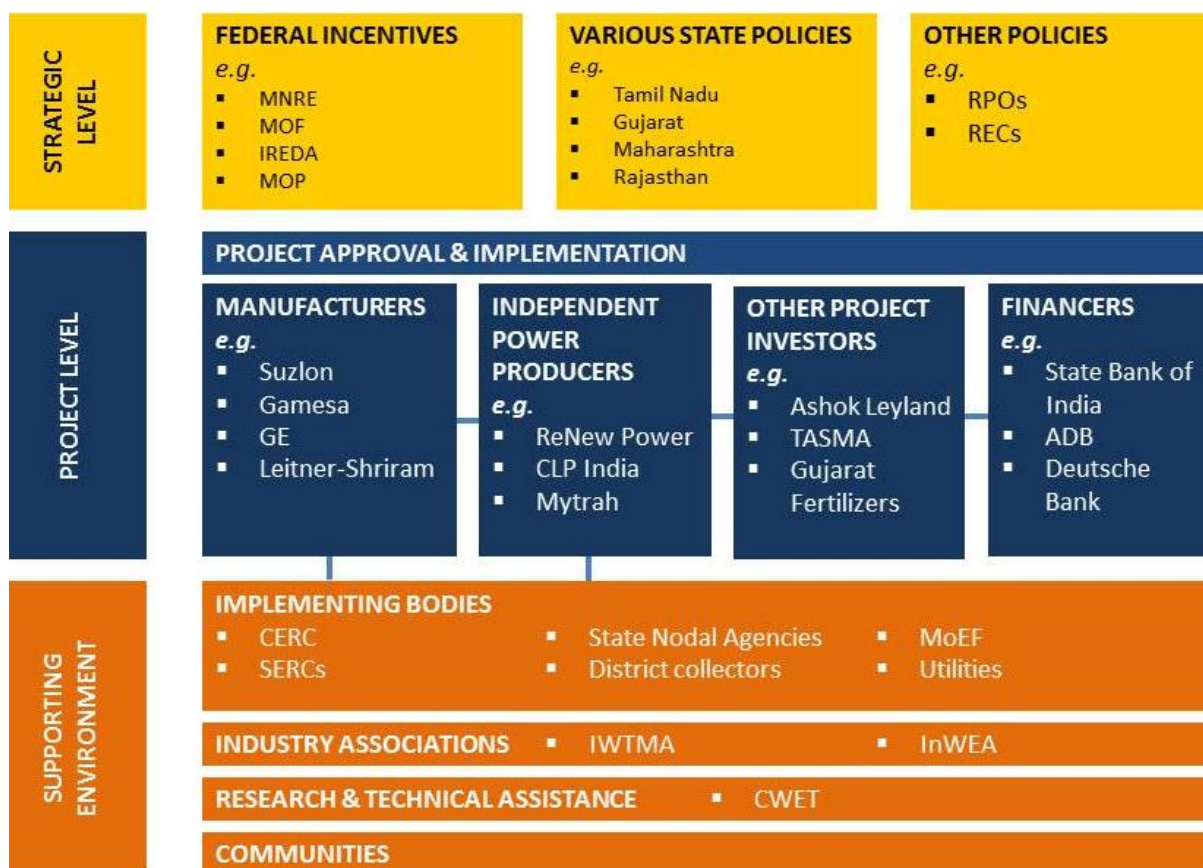 STRATEGIC
LEVEL
FEDERAL INCENTIVES
e.g.
▪ MNRE
▪ MOF
▪ IREDA
▪ MOP
VARIOUS STATE POLICIES
e.g.
▪ Tamil Nadu
▪ Gujarat
▪ Maharashtra
▪ Rajasthan
OTHER POLICIES
e.g.
▪ RPOs
▪ RECs
PROJECT LEVEL
PROJECT APPROVAL & IMPLEMENTATION
MANUFACTURERS
e.g.
▪ Suzlon
▪ Gamesa
▪ GE
▪ Leitner-Shriram
INDEPENDENT
POWER
PRODUCERS
e.g.
▪ ReNew Power
▪ CLP India
▪ Mytrah
OTHER PROJECT
INVESTORS
e.g.
▪ Ashok Leyland
▪ TASMA
▪ Gujarat
Fertilizers
FINANCERS
e.g.
▪ State Bank of
India
▪ ADB
▪ Deutsche
Bank
SUPPORTING
ENVIRONMENT
IMPLEMENTING BODIES
▪ CERC
▪ SERCs
▪ State Nodal Agencies
▪ District collectors
▪ MoEF
▪ Utilities
INDUSTRY ASSOCIATIONS ▪ IWTMA ▪ InWEA
RESEARCH & TECHNICAL ASSISTANCE ▪ CWET
COMMUNITIES